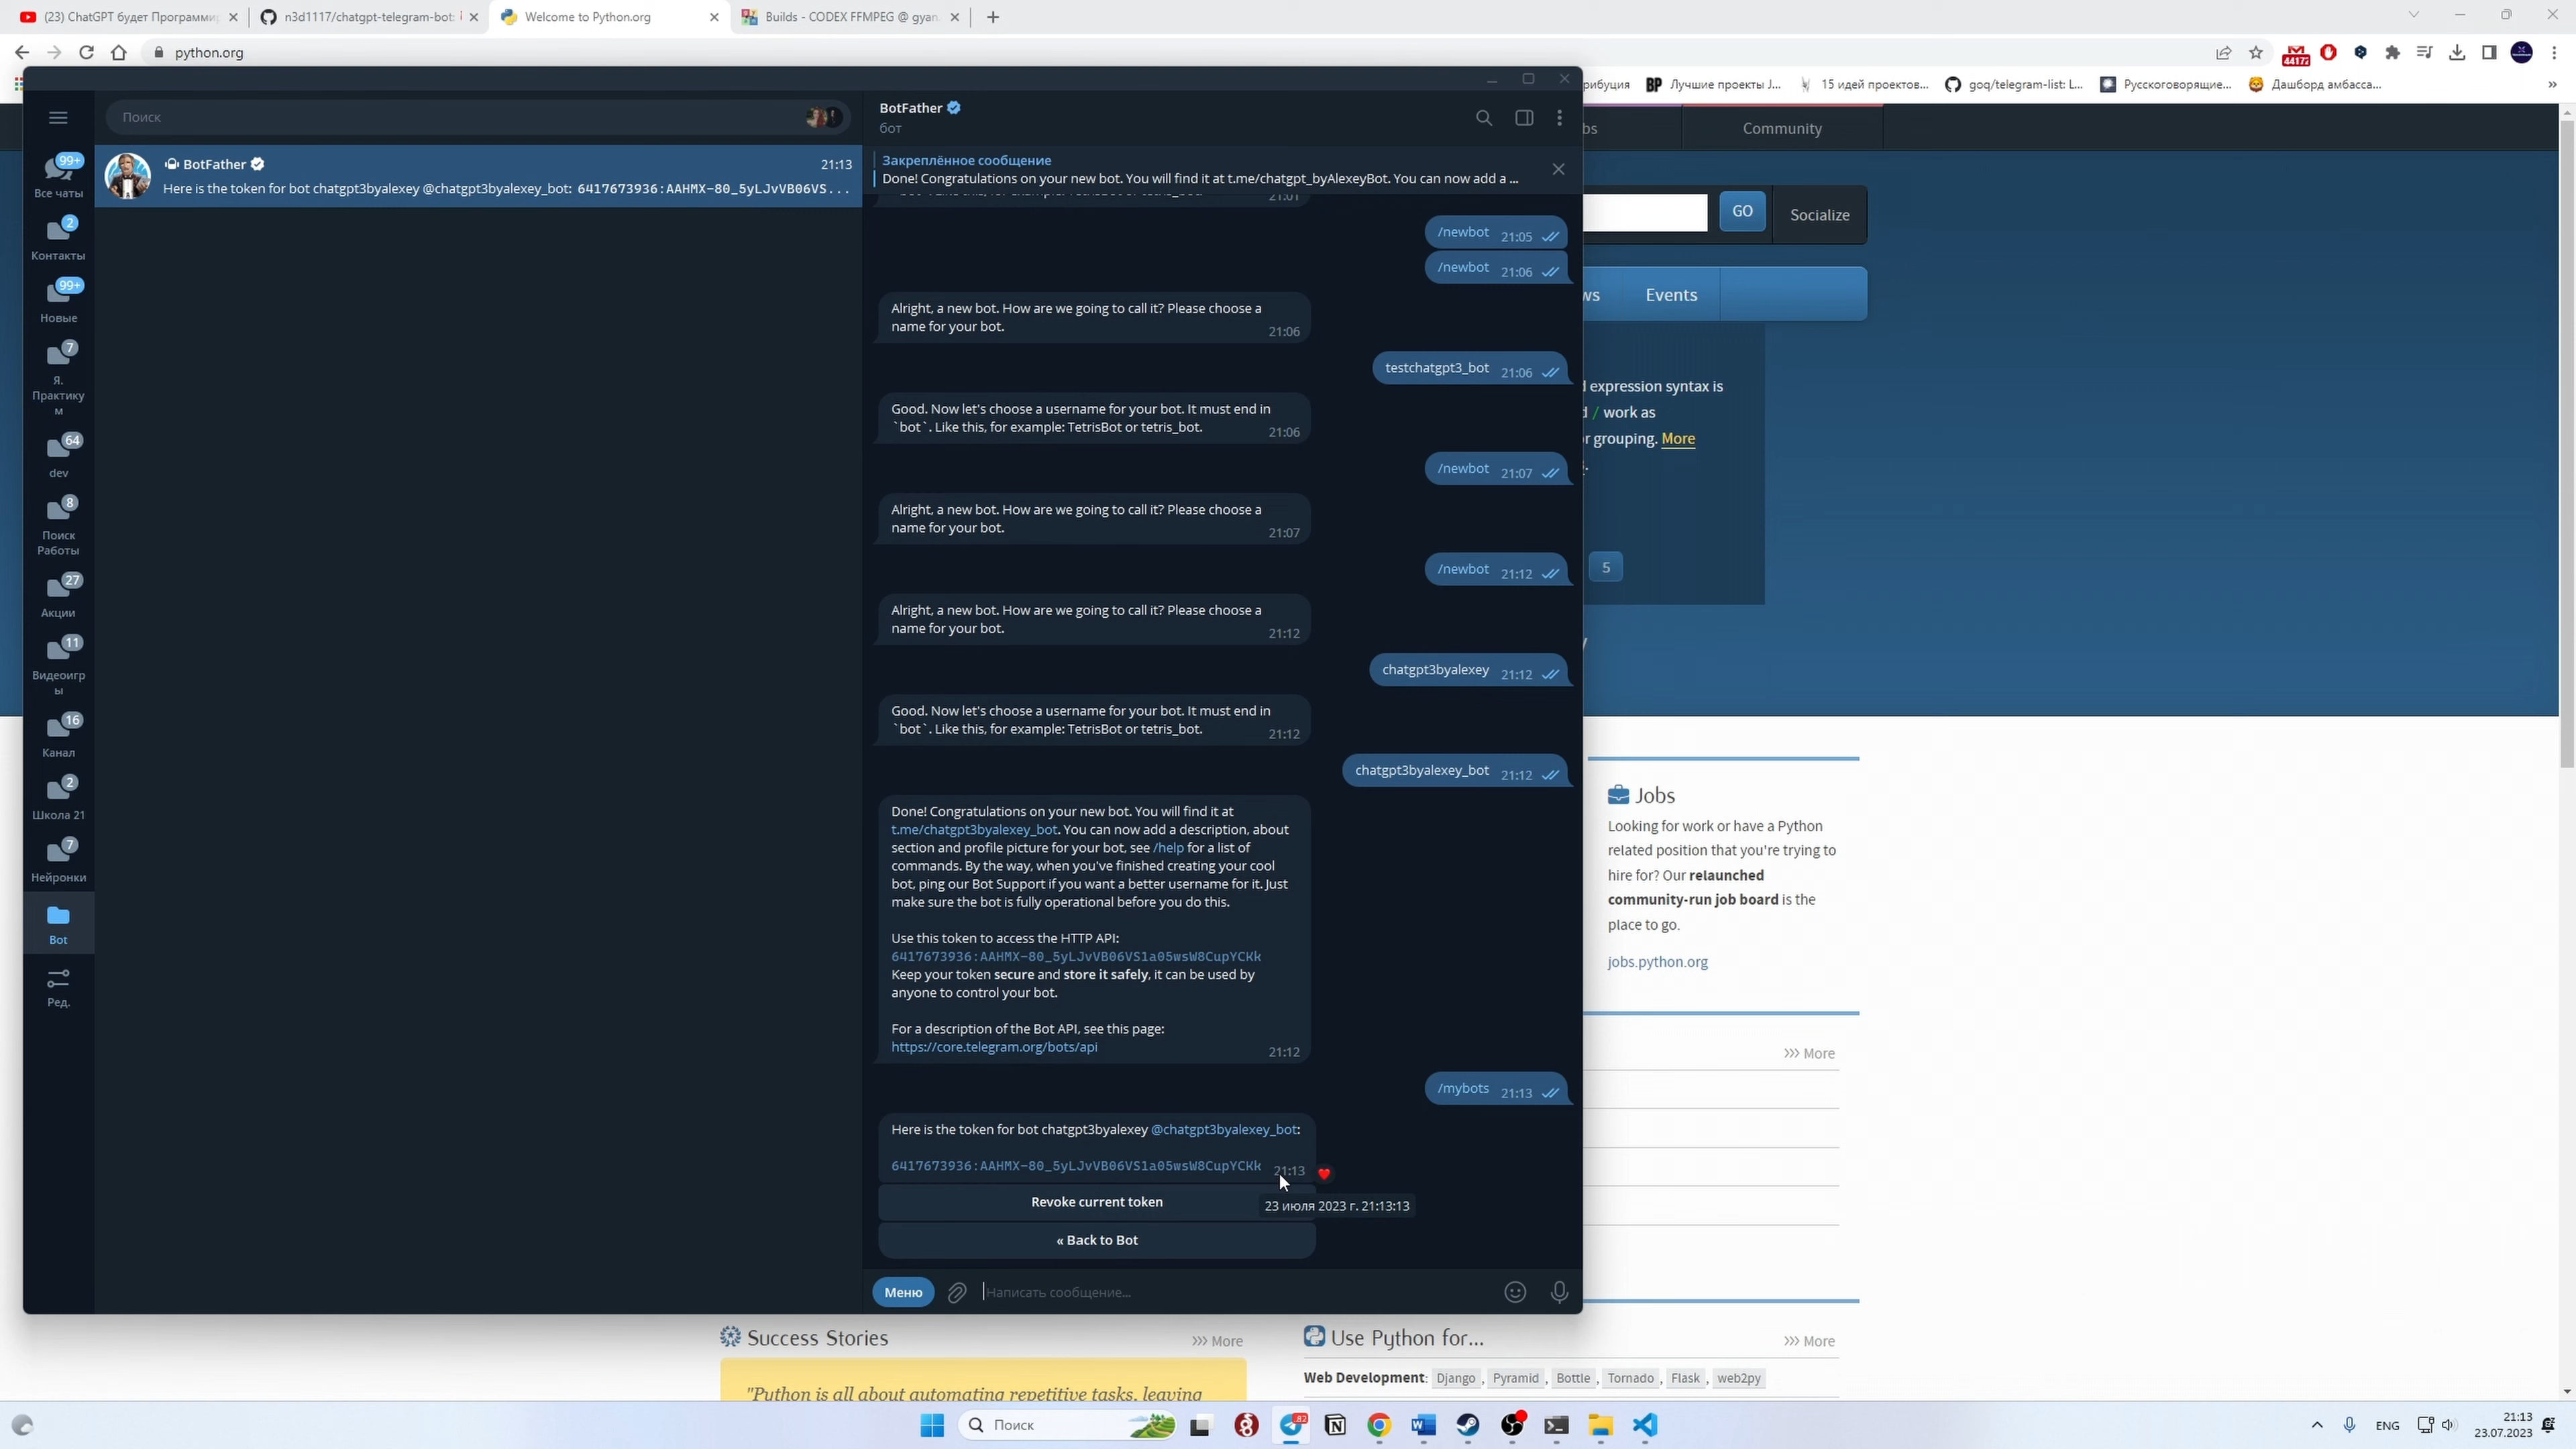 (23) ChatGPT будет Программи
n3d1117/chatgpt-telegram-bot:
Welcome to Python.org
Builds - CODEX FFMPEG @ gyan
python.org
44172
рибуция
Лучшие проекты J...
15 идей проектов...
goq/telegram-list: L...
Русскоговорящие...
Дашборд амбасса...
»
Поиск
BotFather
бот
Закреплённое сообщение
Done! Congratulations on your new bot. You will find it at t.me/chatgpt_byAlexeyBot. You can now add a ...
BotFather
21:13
Here is the token for bot chatgpt3byalexey @chatgpt3byalexey_bot: 6417673936:AAHMX-80_5yLJvVB06VS...
99+
Все чаты
2
Контакты
99+
Новые
7
Я.
Практику
м
64
dev
8
Поиск
Работы
27
Акции
11
Видеоигр
ы
16
Канал
2
Школа 21
7
Нейронки
Bot
Ред.
21:01
/newbot 21:05
/newbot 21:06
Alright, a new bot. How are we going to call it? Please choose a
name for your bot.
21:06
testchatgpt3_bot 21:06
Good. Now let's choose a username for your bot. It must end in
`bot`. Like this, for example: TetrisBot or tetris_bot.
21:06
/newbot 21:07
Alright, a new bot. How are we going to call it? Please choose a
name for your bot.
21:07
/newbot 21:12
Alright, a new bot. How are we going to call it? Please choose a
name for your bot.
21:12
chatgpt3byalexey 21:12
Good. Now let's choose a username for your bot. It must end in
`bot`. Like this, for example: TetrisBot or tetris_bot.
21:12
chatgpt3byalexey_bot 21:12
Done! Congratulations on your new bot. You will find it at
t.me/chatgpt3byalexey_bot. You can now add a description, about
section and profile picture for your bot, see /help for a list of
commands. By the way, when you've finished creating your cool
bot, ping our Bot Support if you want a better username for it. Just
make sure the bot is fully operational before you do this.
Use this token to access the HTTP API:
6417673936:AAHMX-80_5yLJvVB06VS1a05wsW8CupYCKk
Keep your token secure and store it safely, it can be used by
anyone to control your bot.
For a description of the Bot API, see this page:
https://core.telegram.org/bots/api
21:12
/mybots 21:13
Here is the token for bot chatgpt3byalexey @chatgpt3byalexey_bot:
6417673936:AAHMX-80_5yLJvVB06VS1a05wsW8CupYCKk
21:13
Revoke current token
23 июля 2023 г. 21:13:13
« Back to Bot
Меню
Написать сообщение...
bs
Community
GO
Socialize
ws
Events
d expression syntax is
d / work as
or grouping. More
5
Jobs
Looking for work or have a Python
related position that you're trying to
hire for? Our relaunched
community-run job board is the
place to go.
jobs.python.org
>>> More
Success Stories
>>> More
"Python is all about automating repetitive tasks, leaving
Use Python for...
>>> More
Web Development: Django , Pyramid , Bottle , Tornado , Flask , web2py
Поиск
82
ENG
21:13
23.07.2023